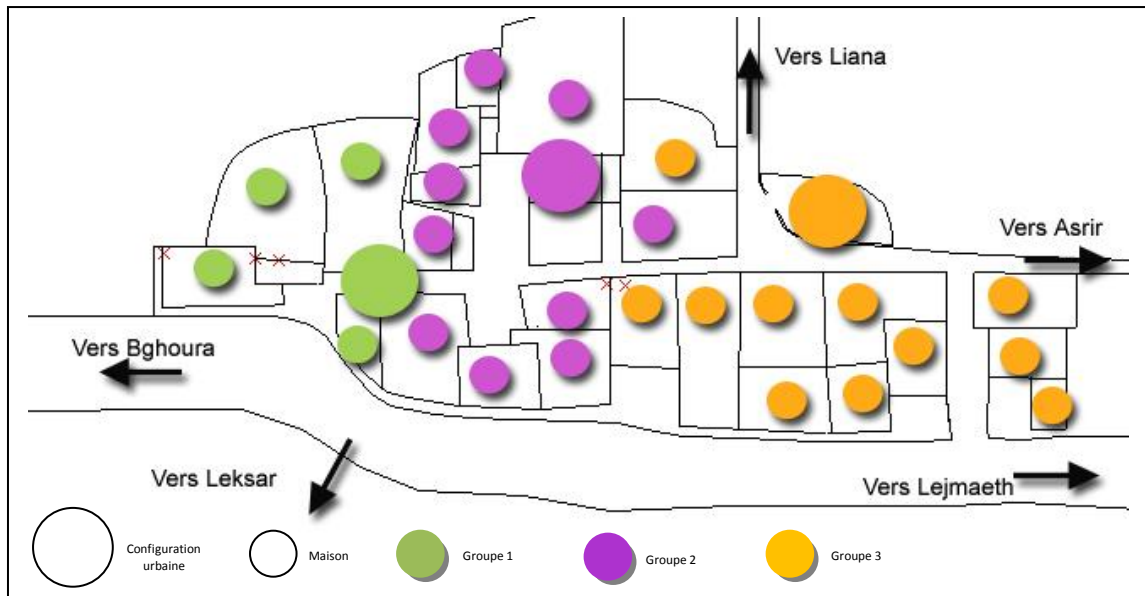 Vers Liana
Vers Asrir
Vers Bghoura
Vers Leksar
Vers Lejmaeth
Configuration
urbaine
Maison
Groupe 1
Groupe 2
Groupe 3